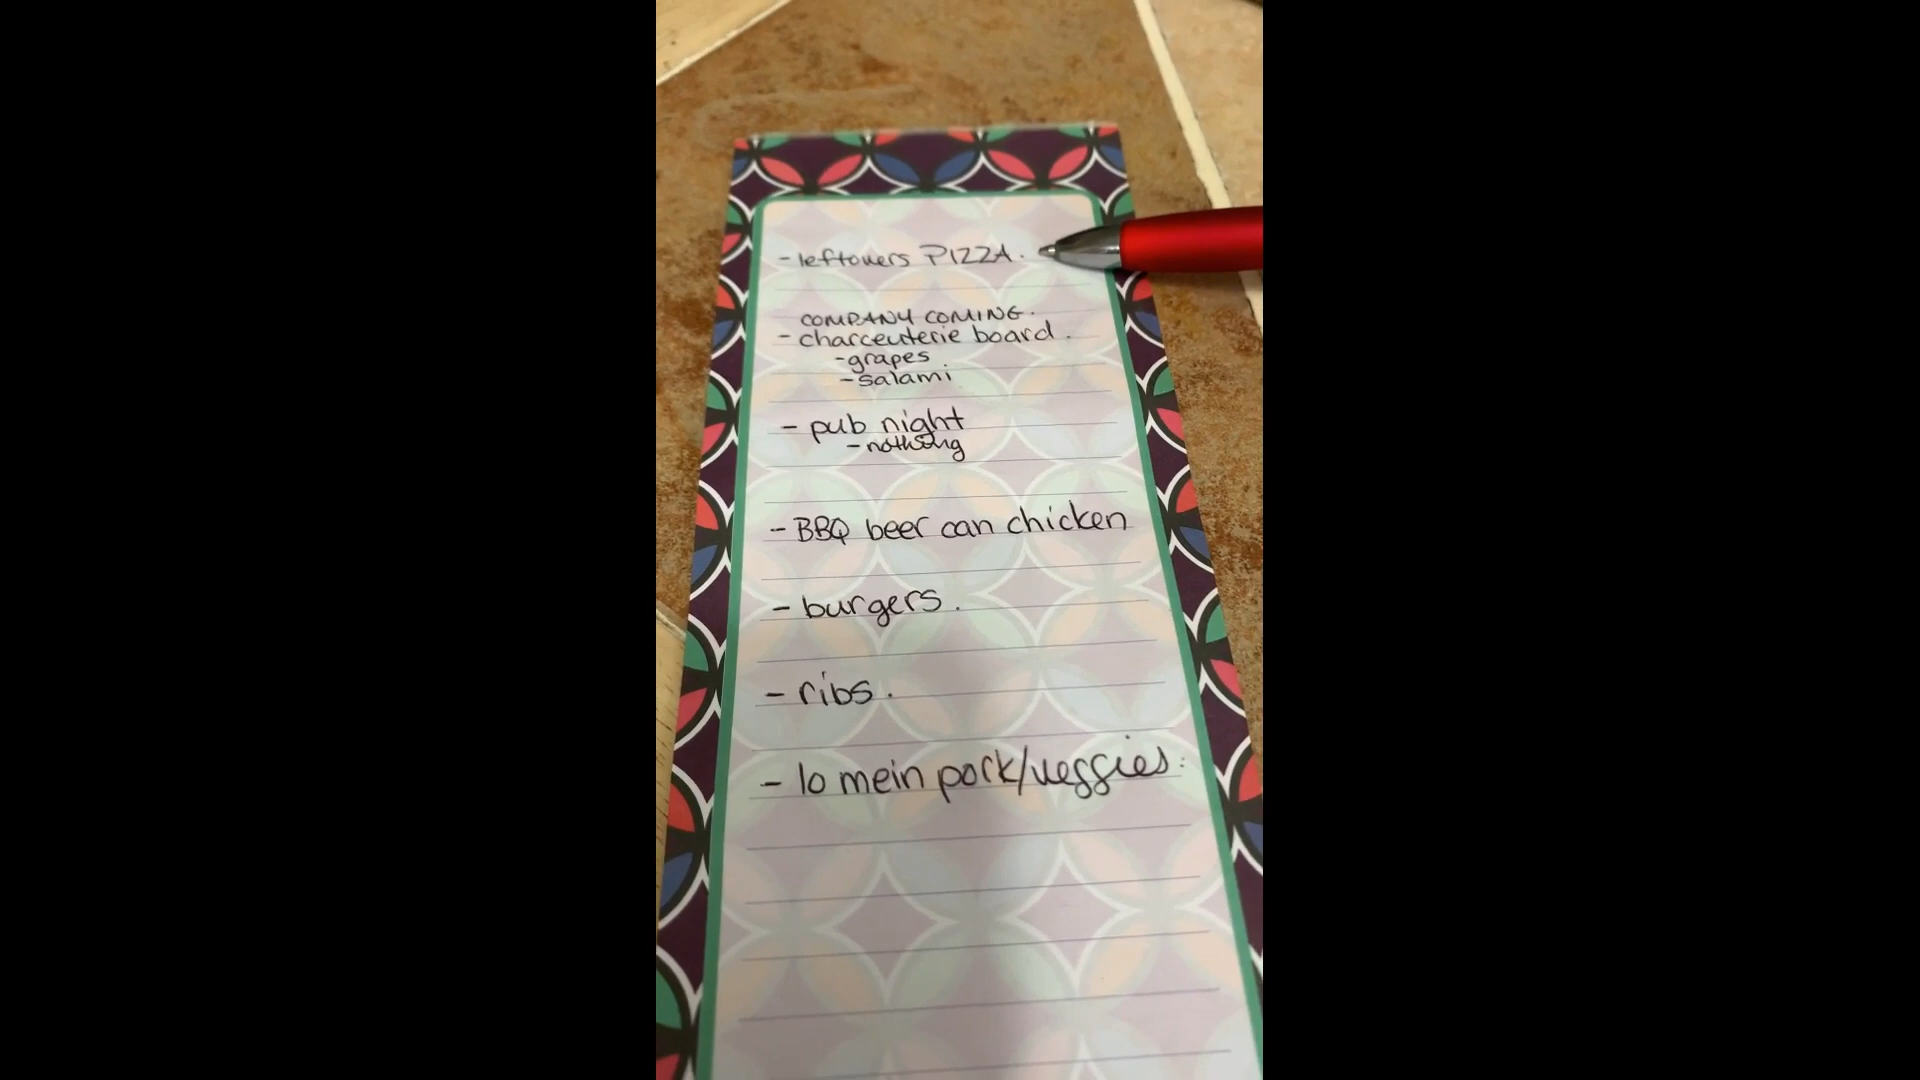 - leftovers PIZZA.
COMPANY COMING.
- charceuterie board.
- grapes
- salami
- pub night
- nothing
- BBQ beer can chicken
- burgers.
- ribs.
- lo mein pork/veggies.